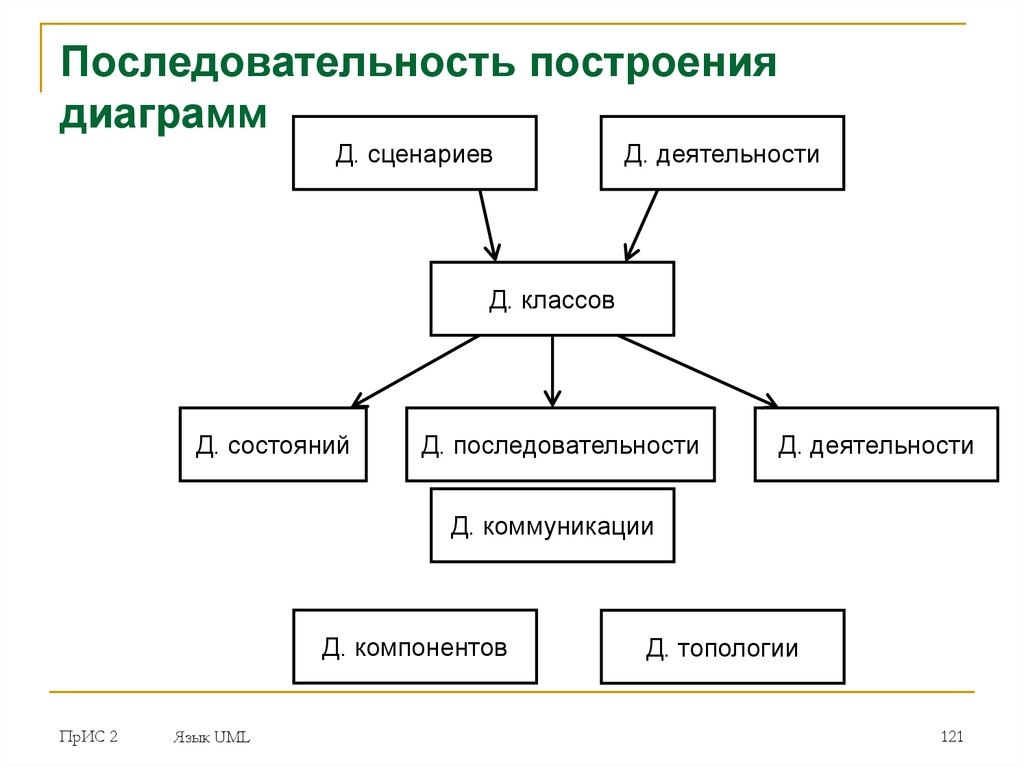 Последовательность построения
диаграмм
Д. сценариев
Д. деятельности
Д. классов
Д. состояний
Д. последовательности
Д. деятельности
Д. коммуникации
Д. компонентов
Д. топологии
ПрИС 2
Язык UML
121